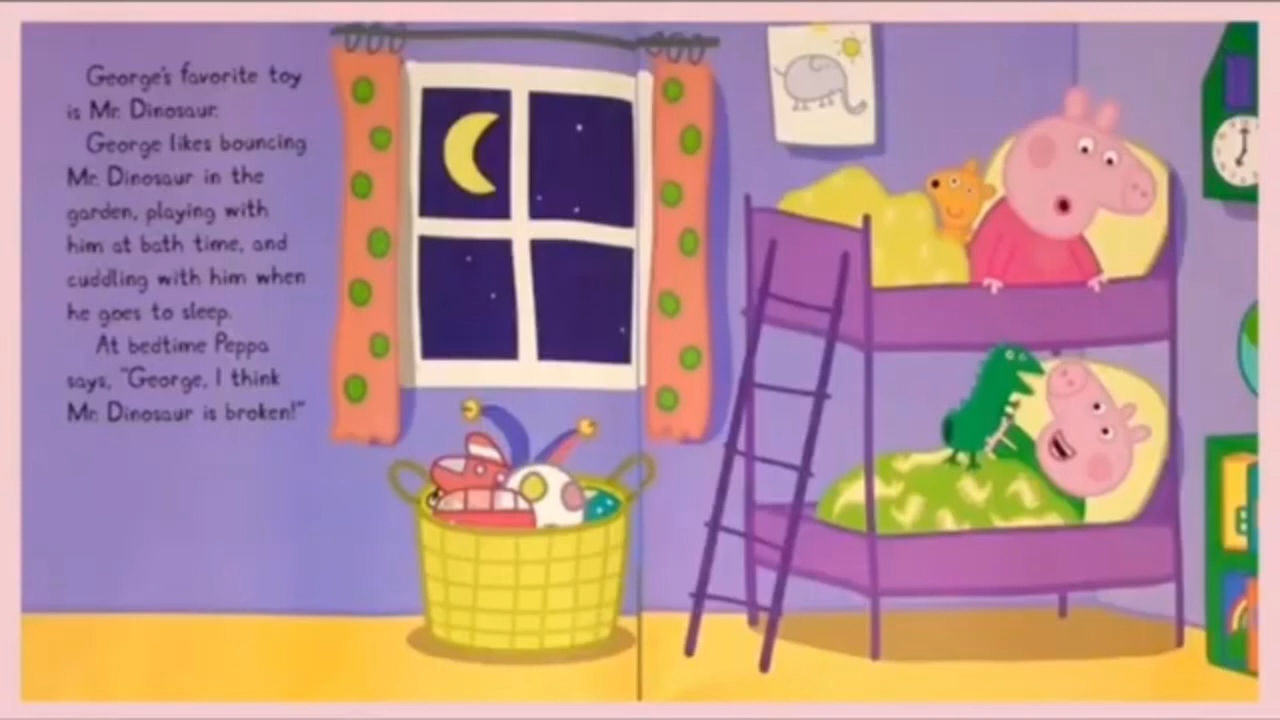 George's favorite toy
is Mr. Dinosaur.
George likes bouncing
Mr. Dinosaur in the
garden, playing with
him at bath time, and
cuddling with him when
he goes to sleep.
At bedtime Peppa
says, "George, I think
Mr. Dinosaur is broken!"